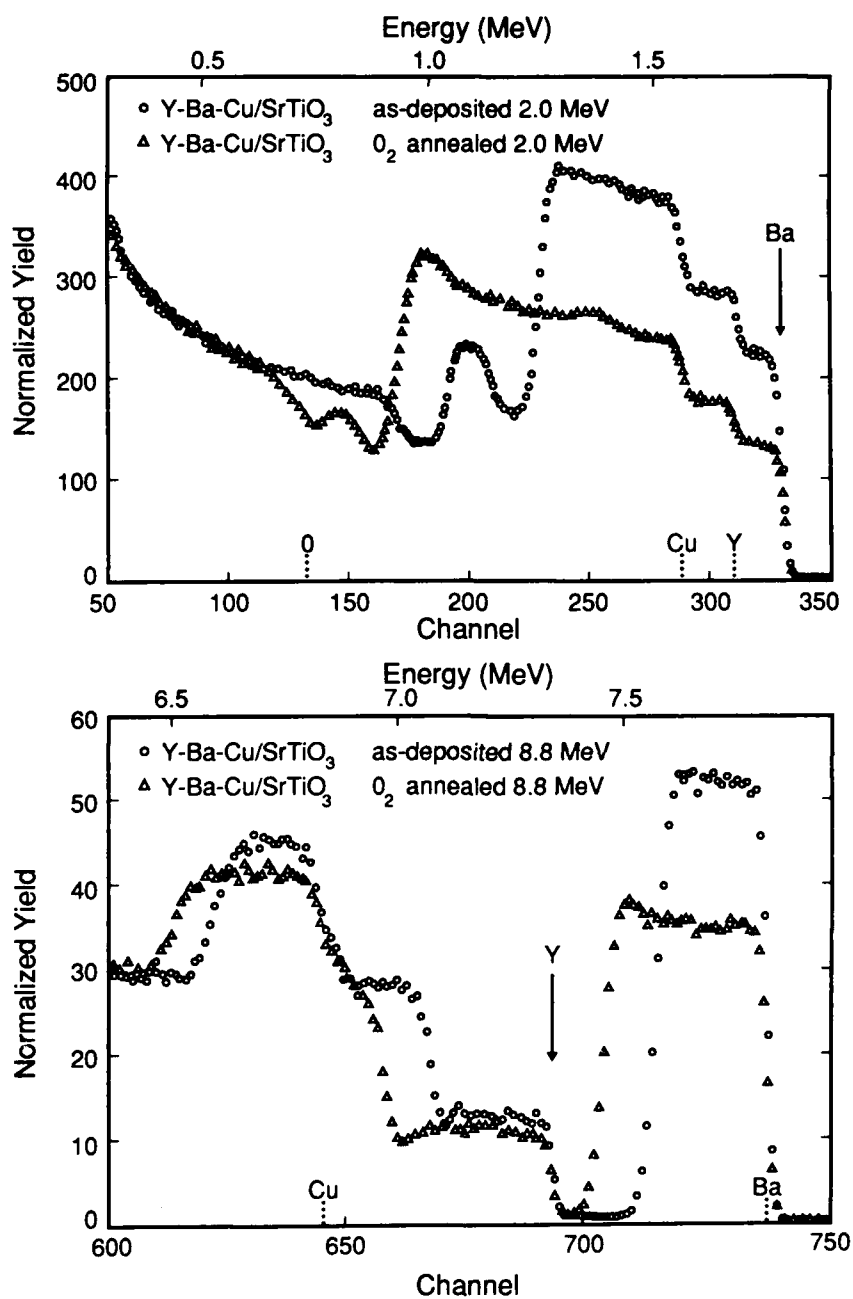 Energy (MeV)
0.5 1.0 1.5
500
400
300
200
100
0
Normalized Yield
Y-Ba-Cu/SrTiO3 as-deposited 2.0 MeV
Y-Ba-Cu/SrTiO3 O2 annealed 2.0 MeV
Ba
O Cu Y
50 100 150 200 250 300 350
Channel
Energy (MeV)
6.5 7.0 7.5
60
50
40
30
20
10
0
Normalized Yield
Y-Ba-Cu/SrTiO3 as-deposited 8.8 MeV
Y-Ba-Cu/SrTiO3 O2 annealed 8.8 MeV
Y
Cu Ba
600 650 700 750
Channel